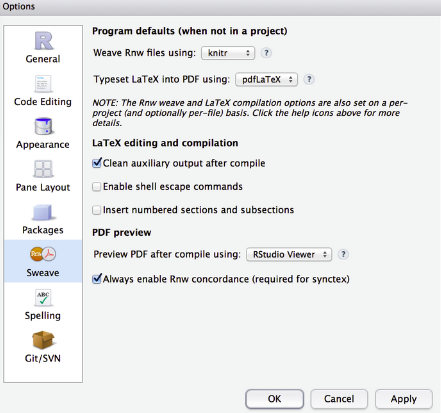 Options
General
Code Editing
Appearance
Pane Layout
Packages
Sweave
ABC
Spelling
Git/SVN
Program defaults (when not in a project)
Weave Rnw files using: knitr ?
Typeset LaTeX into PDF using: pdfLaTeX ?
NOTE: The Rnw weave and LaTeX compilation options are also set on a per-
project (and optionally per-file) basis. Click the help icons above for more
details.
LaTeX editing and compilation
Clean auxiliary output after compile
Enable shell escape commands
Insert numbered sections and subsections
PDF preview
Preview PDF after compile using: RStudio Viewer ?
Always enable Rnw concordance (required for synctex)
OK Cancel Apply